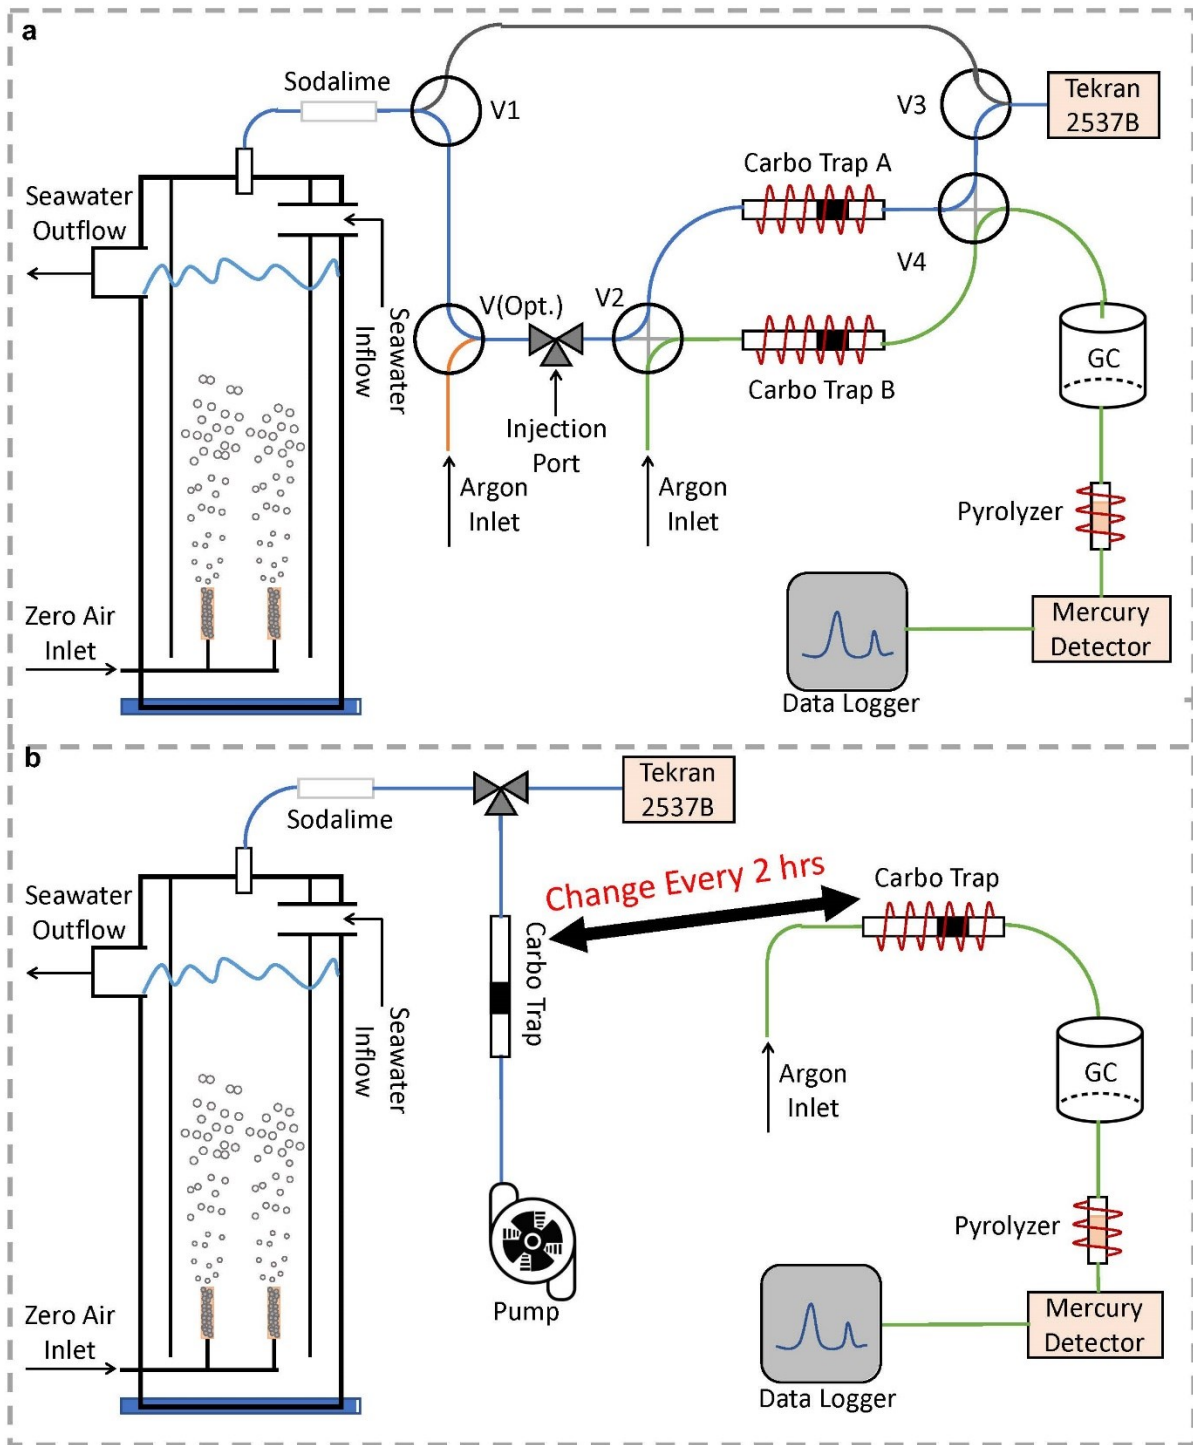 a
Sodalime
V1
V3
Tekran
2537B
Carbo Trap A
Seawater
Outflow
V4
V(Opt.)
V2
Seawater
Inflow
GC
Carbo Trap B
Injection
Port
Argon
Inlet
Argon
Inlet
Pyrolyzer
Zero Air
Inlet
Mercury
Detector
Data Logger
b
Tekran
2537B
Sodalime
Change Every 2 hrs
Carbo Trap
Seawater
Outflow
Carbo Trap
Seawater
Inflow
Argon
Inlet
GC
Pyrolyzer
Zero Air
Inlet
Pump
Mercury
Detector
Data Logger